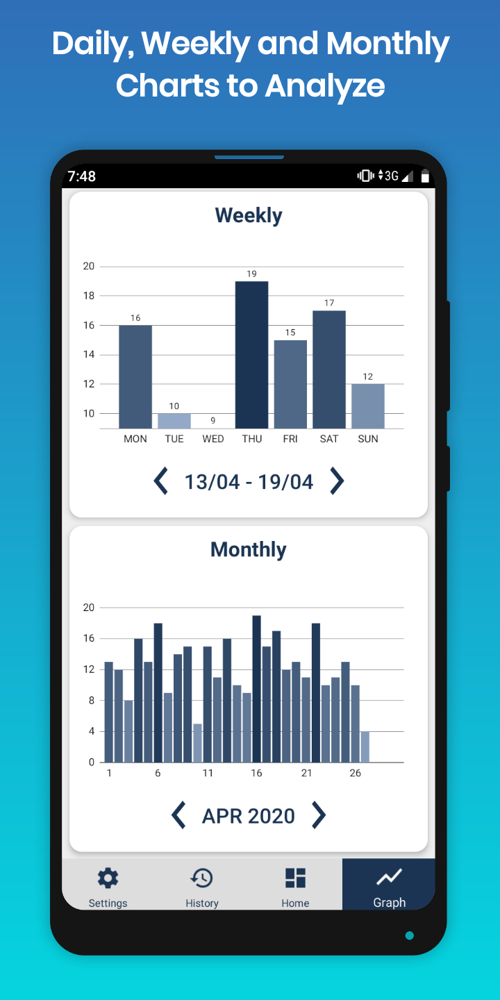 Daily, Weekly and Monthly
Charts to Analyze
7:48
3G
Weekly
20
18
16
14
12
10
16
10
9
19
15
17
12
MON TUE WED THU FRI SAT SUN
13/04 - 19/04
Monthly
20
16
12
8
4
0
1 6 11 16 21 26
APR 2020
Settings History Home Graph